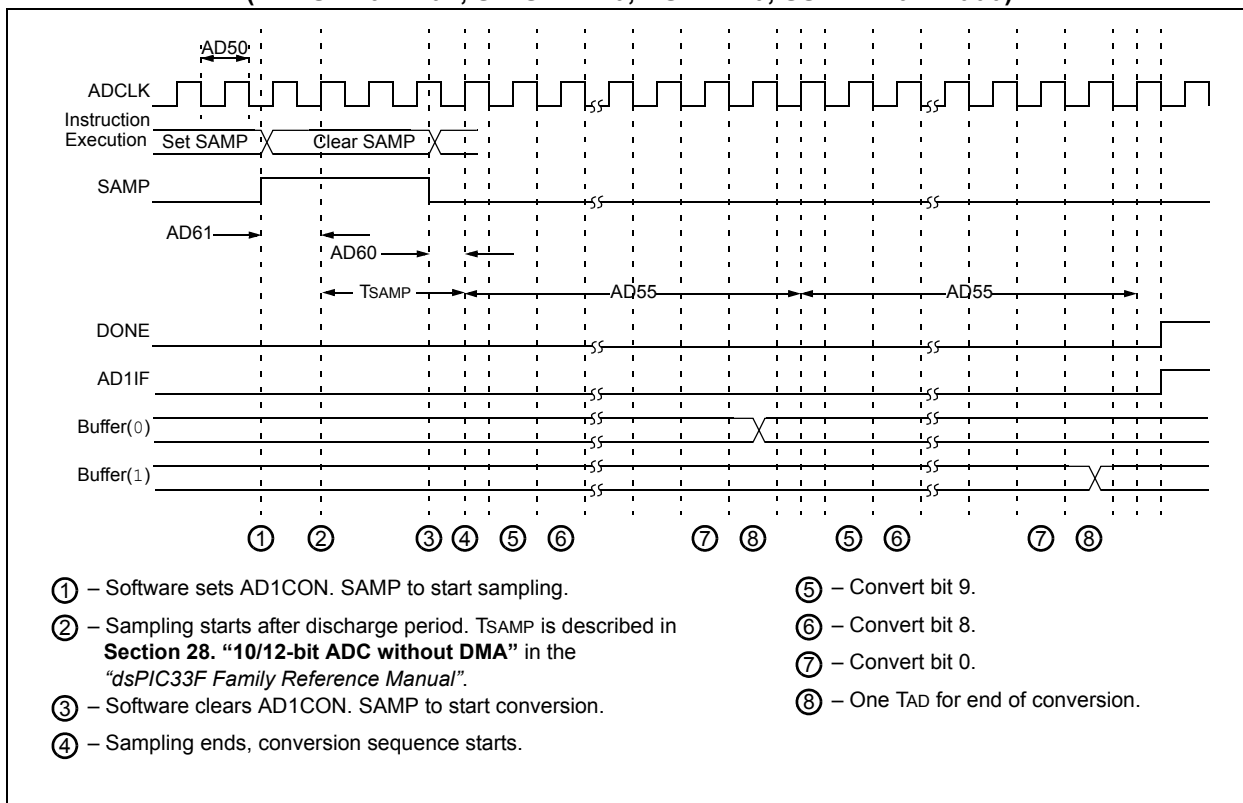 AD50
ADCLK
Instruction
Execution
Set SAMP
Clear SAMP
SAMP
AD61
AD60
TSAMP
AD55
AD55
DONE
AD1IF
Buffer(0)
Buffer(1)
1 2 3 4 5 6 7 8 5 6 7 8
1 – Software sets AD1CON. SAMP to start sampling.
2 – Sampling starts after discharge period. TSAMP is described in
Section 28. “10/12-bit ADC without DMA” in the
“dsPIC33F Family Reference Manual”.
3 – Software clears AD1CON. SAMP to start conversion.
4 – Sampling ends, conversion sequence starts.
5 – Convert bit 9.
6 – Convert bit 8.
7 – Convert bit 0.
8 – One TAD for end of conversion.